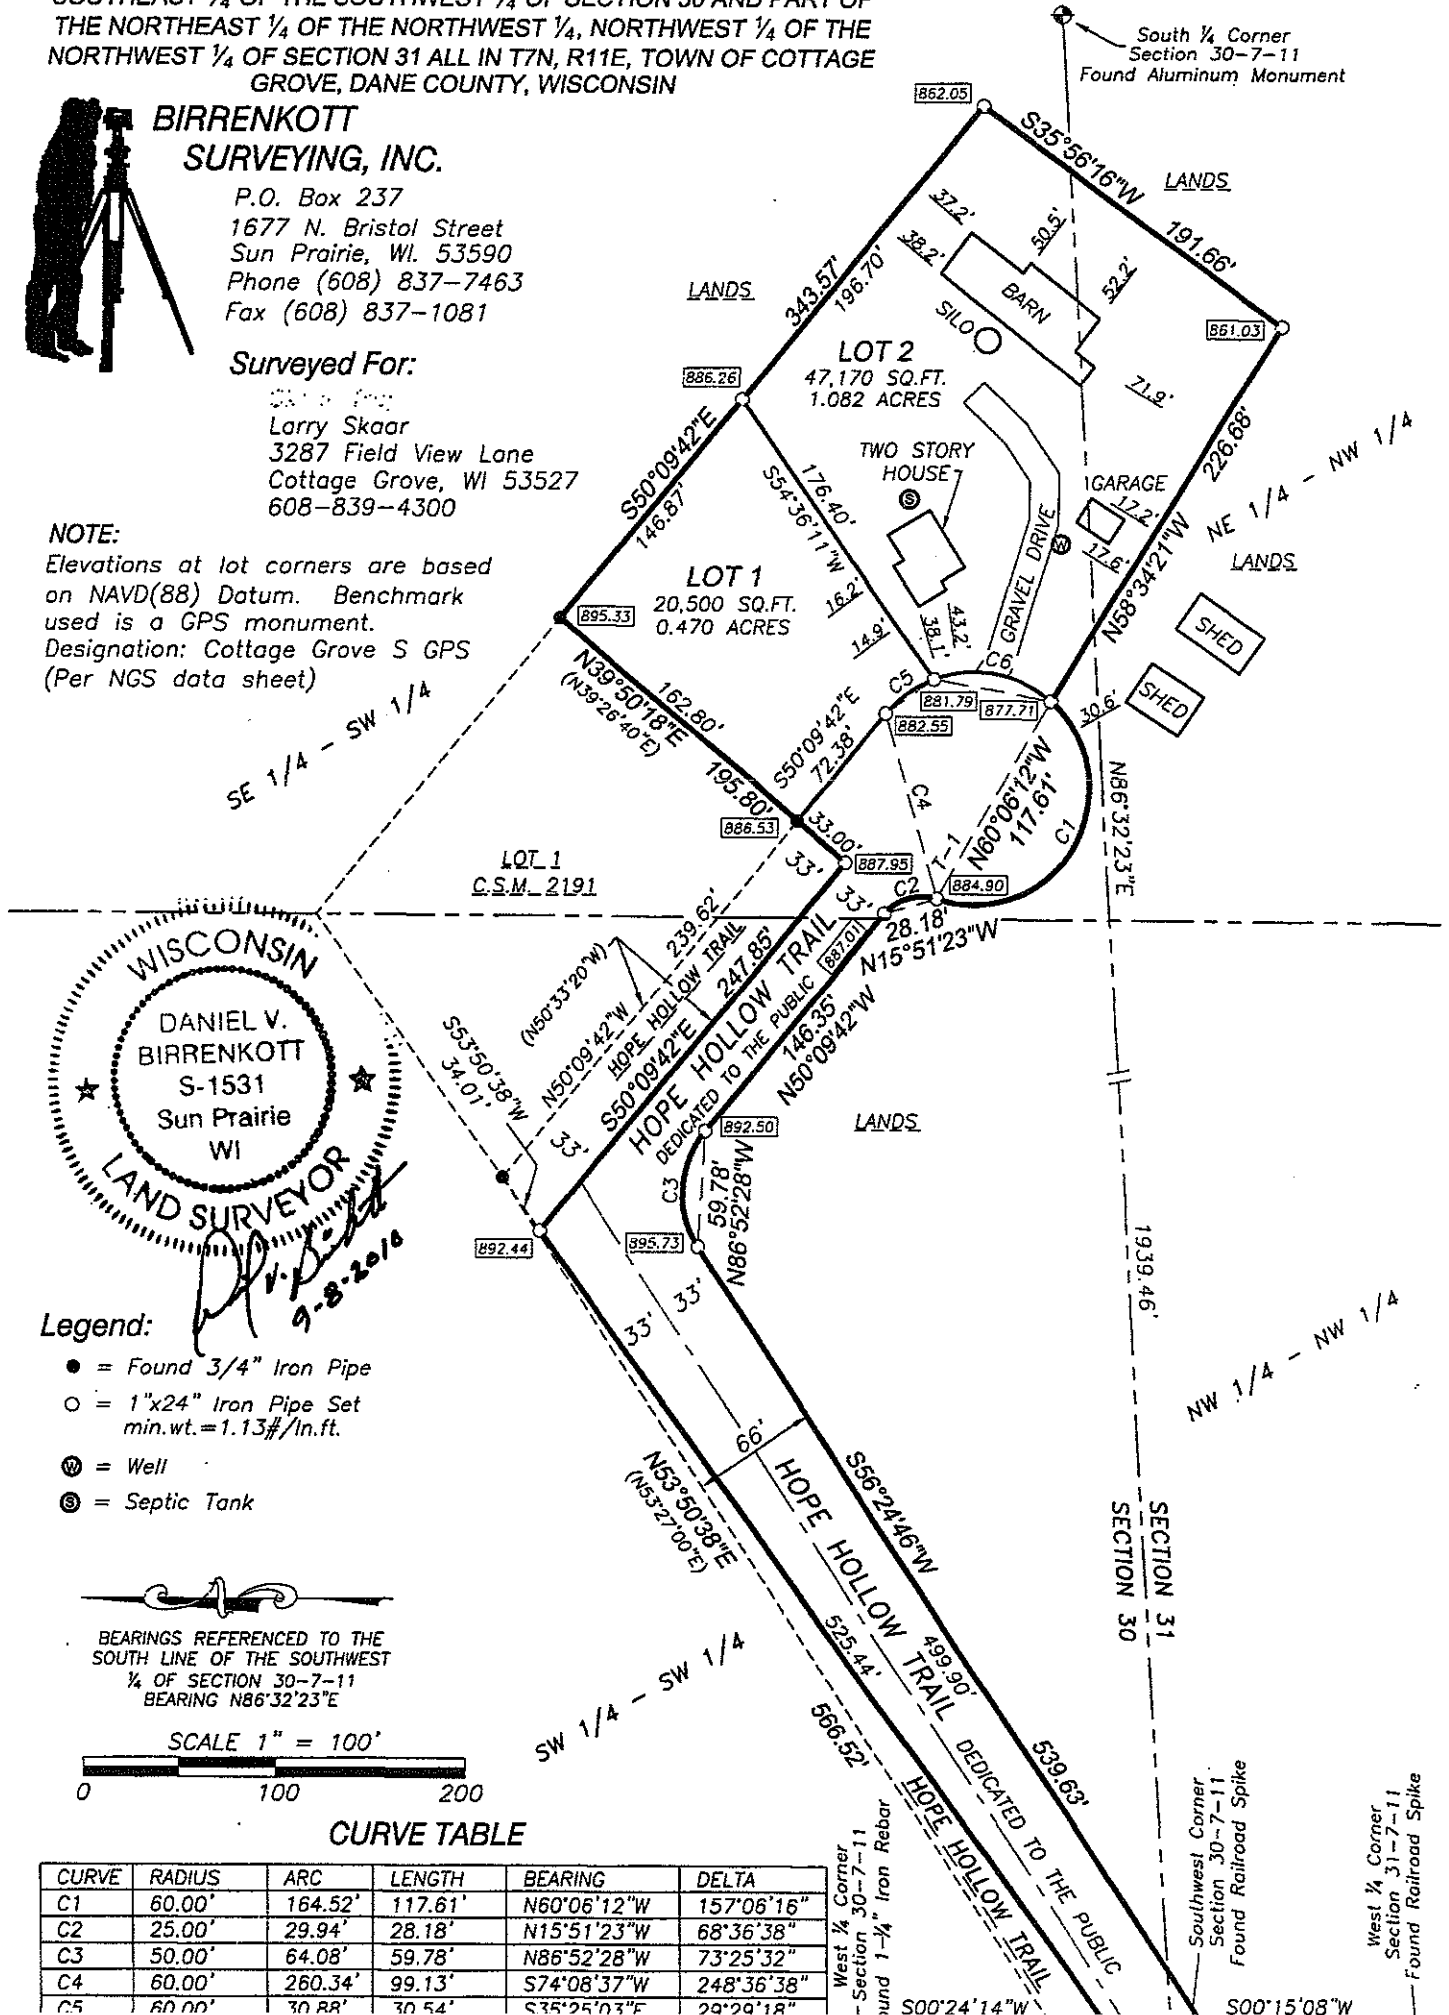 SOUTHEAST ¼ OF THE SOUTHWEST ¼ OF SECTION 30 AND PART OF
THE NORTHEAST ¼ OF THE NORTHWEST ¼, NORTHWEST ¼ OF THE
NORTHWEST ¼ OF SECTION 31 ALL IN T7N, R11E, TOWN OF COTTAGE
GROVE, DANE COUNTY, WISCONSIN
BIRRENKOTT
SURVEYING, INC.
P.O. Box 237
1677 N. Bristol Street
Sun Prairie, WI. 53590
Phone (608) 837-7463
Fax (608) 837-1081
Surveyed For:
Larry Skaar
3287 Field View Lane
Cottage Grove, WI 53527
608-839-4300
NOTE:
Elevations at lot corners are based
on NAVD(88) Datum. Benchmark
used is a GPS monument.
Designation: Cottage Grove S GPS
(Per NGS data sheet)
South ¼ Corner
Section 30-7-11
Found Aluminum Monument
862.05
S35°56'16"W
191.66'
LANDS
37.2'
38.2'
50.5'
52.2'
BARN
SILO
861.03
LANDS
343.57'
196.70'
LOT 2
47,170 SQ.FT.
1.082 ACRES
71.9'
886.26
226.68'
NE 1/4 - NW 1/4
TWO STORY
HOUSE
S
176.40'
S54°36'11"W
GARAGE
17.2'
17.6'
W
GRAVEL DRIVE
N58°34'21"W
LANDS
SHED
SHED
30.6'
S50°09'42"E
146.87'
LOT 1
20,500 SQ.FT.
0.470 ACRES
16.2'
14.9'
38.1'
43.2'
895.33
N39°50'18"E
(N39°26'40"E)
162.80'
195.80'
SE 1/4 - SW 1/4
C5
C6
881.79
877.71
882.55
S50°09'42"E
72.38'
C4
T-1
N60°06'12"W
117.61'
C1
N86°32'23"E
886.53
33.00'
33'
887.95
33'
C2
884.90
28.18'
N15°51'23"W
887.01
LOT 1
C.S.M. 2191
WISCONSIN
DANIEL V.
BIRRENKOTT
S-1531
Sun Prairie
WI
LAND SURVEYOR
9-8-2010
(N50°33'20"W)
239.62'
N50°09'42"W
HOPE HOLLOW TRAIL
247.85'
S50°09'42"E
HOPE HOLLOW TRAIL
DEDICATED TO THE PUBLIC
146.35'
N50°09'42"W
S53°50'38"W
34.01'
33'
LANDS
892.50
C3
59.78'
N86°52'28"W
892.44
895.73
33'
33'
1939.46'
NW 1/4 - NW 1/4
Legend:
● = Found 3/4" Iron Pipe
○ = 1"x24" Iron Pipe Set
min.wt.=1.13#/ln.ft.
Ⓦ = Well
Ⓢ = Septic Tank
66'
N53°50'38"E
(N53°27'00"E)
S56°24'46"W
HOPE HOLLOW TRAIL
DEDICATED TO THE PUBLIC
525.44'
566.52'
499.90'
539.63'
HOPE HOLLOW TRAIL
SECTION 31
SECTION 30
SW 1/4 - SW 1/4
BEARINGS REFERENCED TO THE
SOUTH LINE OF THE SOUTHWEST
¼ OF SECTION 30-7-11
BEARING N86°32'23"E
SCALE 1" = 100'
0 100 200
CURVE TABLE
CURVE RADIUS ARC LENGTH BEARING DELTA
C1 60.00' 164.52' 117.61' N60°06'12"W 157°06'16"
C2 25.00' 29.94' 28.18' N15°51'23"W 68°36'38"
C3 50.00' 64.08' 59.78' N86°52'28"W 73°25'32"
C4 60.00' 260.34' 99.13' S74°08'37"W 248°36'38"
C5 60.00' 30.88' 30.54' S35°25'03"E 29°29'18"
West ¼ Corner
Section 30-7-11
1-¼" Iron Rebar
S00°24'14"W
Southwest Corner
Section 30-7-11
Found Railroad Spike
S00°15'08"W
West ¼ Corner
Section 31-7-11
Found Railroad Spike